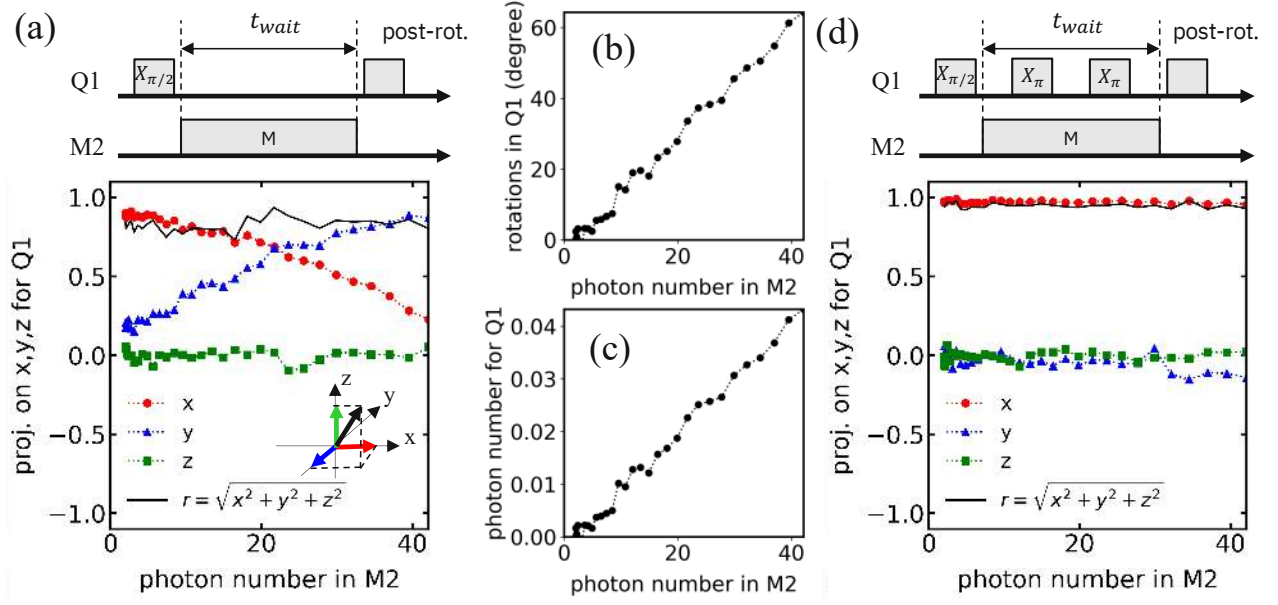 (a)
t_wait
post-rot.
Q1
X_π/2
M2
M
proj. on x,y,z for Q1
1.0
0.5
0.0
−0.5
−1.0
x
y
z
r = √x² + y² + z²
z
y
x
0
20
40
photon number in M2
(b)
rotations in Q1 (degree)
60
40
20
0
0
20
40
photon number in M2
(c)
photon number for Q1
0.04
0.03
0.02
0.01
0.00
0
20
40
photon number in M2
(d)
t_wait
post-rot.
Q1
X_π/2
X_π
X_π
M2
M
proj. on x,y,z for Q1
1.0
0.5
0.0
−0.5
−1.0
x
y
z
r = √x² + y² + z²
0
20
40
photon number in M2